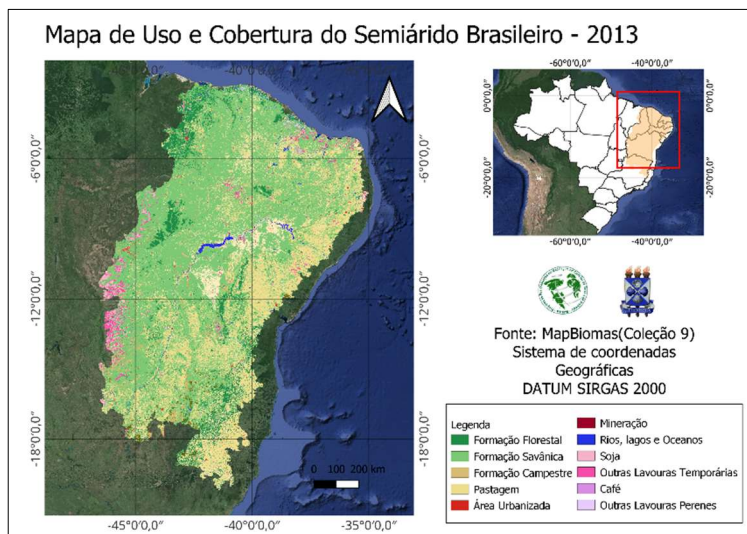 Mapa de Uso e Cobertura do Semiárido Brasileiro - 2013
-45°0'0,0" -40°0'0,0" -35°0'0,0"
-6°0'0,0"
-12°0'0,0"
-18°0'0,0"
0 100 200 km
-45°0'0,0" -40°0'0,0" -35°0'0,0"
-60°0'0,0" -40°0'0,0"
0°0'0,0" 0°0'0,0"
-20°0'0,0" -20°0'0,0"
-60°0'0,0" -40°0'0,0"
Fonte: MapBiomas(Coleção 9)
Sistema de coordenadas
Geográficas
DATUM SIRGAS 2000
Legenda
Formação Florestal
Formação Savânica
Formação Campestre
Pastagem
Área Urbanizada
Mineração
Rios, lagos e Oceanos
Soja
Outras Lavouras Temporárias
Café
Outras Lavouras Perenes